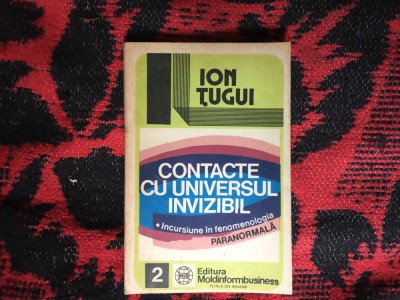 ION
ȚUGUI
CONTACTE
CU UNIVERSUL
INVIZIBIL
• Incursiune în fenomenologia
PARANORMALĂ
2
Editura
Moldinformbusiness